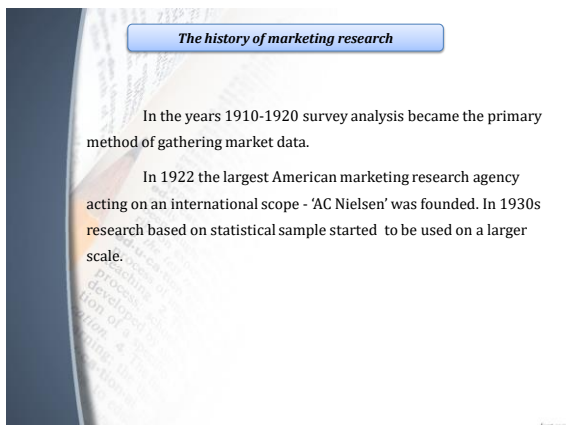 The history of marketing research
In the years 1910-1920 survey analysis became the primary
method of gathering market data.
In 1922 the largest American marketing research agency
acting on an international scope - ‘AC Nielsen’ was founded. In 1930s
research based on statistical sample started to be used on a larger
scale.